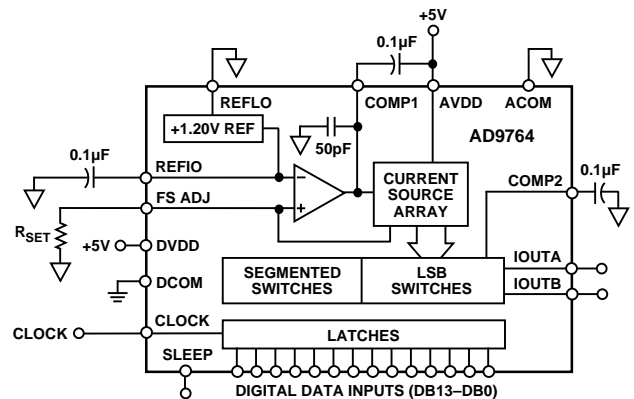 +5V
0.1µF
REFLO
COMP1
AVDD
ACOM
+1.20V REF
50pF
AD9764
0.1µF
REFIO
CURRENT
SOURCE
ARRAY
COMP2
0.1µF
FS ADJ
RSET
+5V
DVDD
SEGMENTED
SWITCHES
LSB
SWITCHES
IOUTA
IOUTB
DCOM
CLOCK
CLOCK
LATCHES
SLEEP
DIGITAL DATA INPUTS (DB13–DB0)